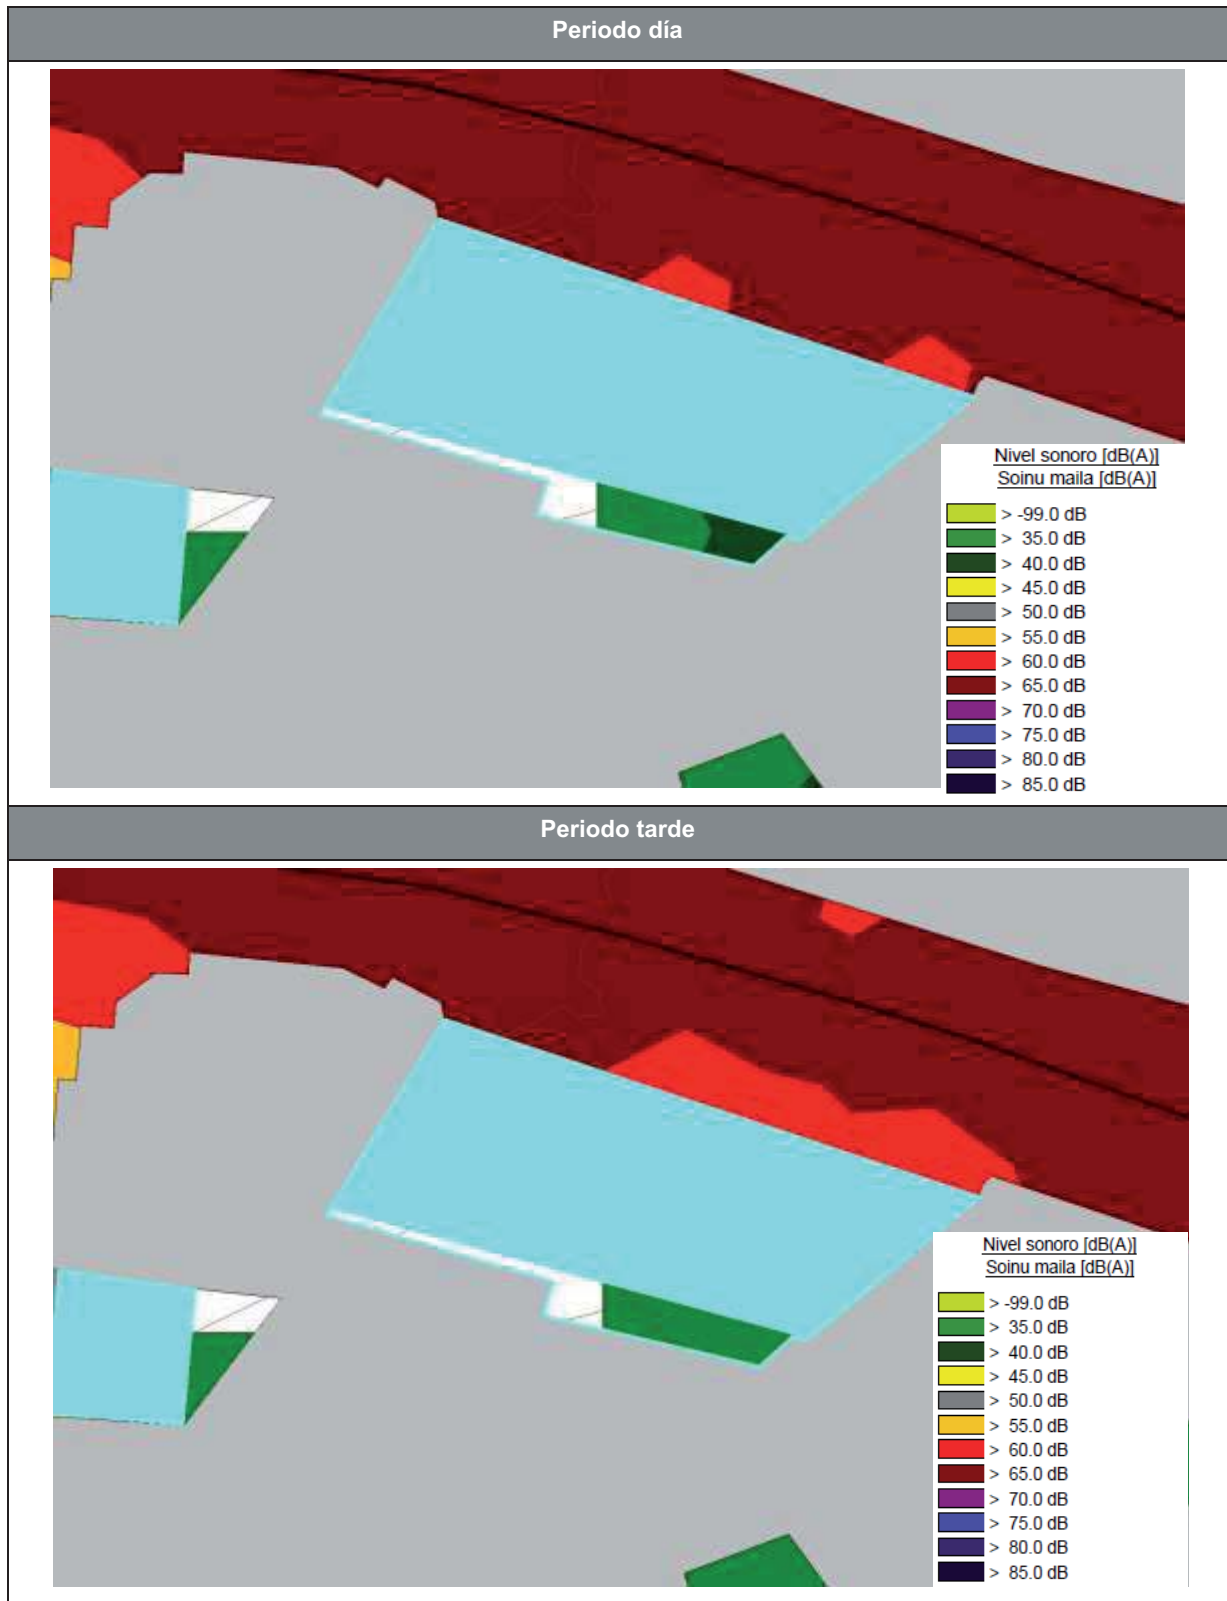 Periodo día
Nivel sonoro [dB(A)]
Soinu maila [dB(A)]
> -99.0 dB
> 35.0 dB
> 40.0 dB
> 45.0 dB
> 50.0 dB
> 55.0 dB
> 60.0 dB
> 65.0 dB
> 70.0 dB
> 75.0 dB
> 80.0 dB
> 85.0 dB
Periodo tarde
Nivel sonoro [dB(A)]
Soinu maila [dB(A)]
> -99.0 dB
> 35.0 dB
> 40.0 dB
> 45.0 dB
> 50.0 dB
> 55.0 dB
> 60.0 dB
> 65.0 dB
> 70.0 dB
> 75.0 dB
> 80.0 dB
> 85.0 dB